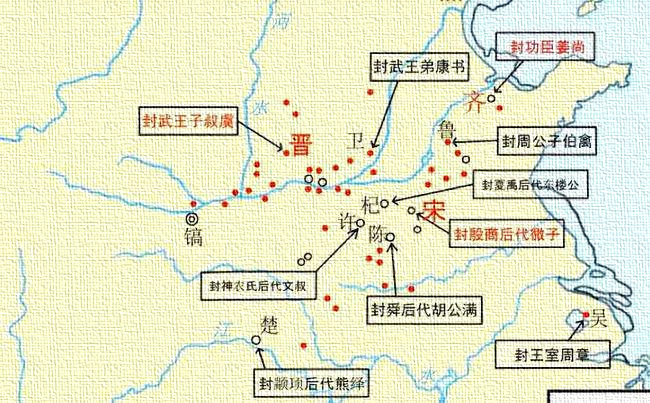 河
水
封功臣姜尚
封武王弟康书
齐
封武王子叔虞
晋
卫
鲁
封周公子伯禽
封夏禹后代东楼公
杞
宋
镐
许
陈
封殷商后代微子
封神农氏后代文叔
封舜后代胡公满
江
楚
水
吴
封王室周章
封颛顼后代熊绎